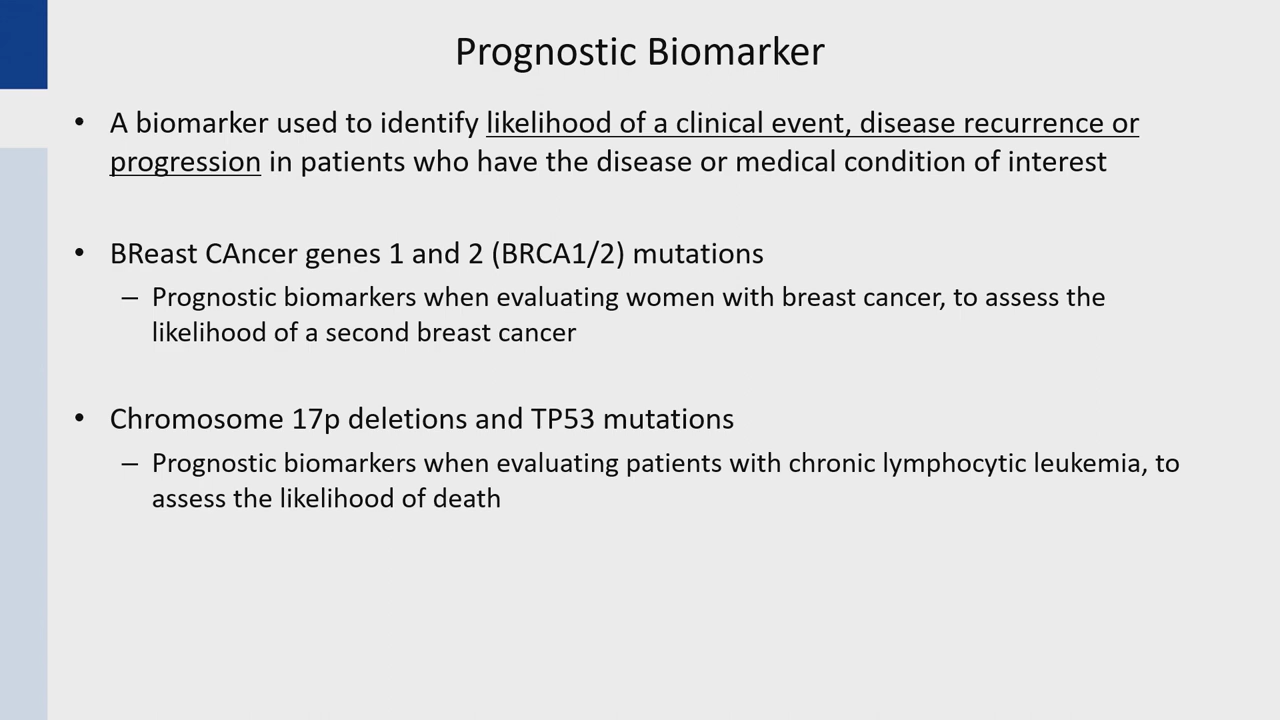 Prognostic Biomarker
• A biomarker used to identify likelihood of a clinical event, disease recurrence or
progression in patients who have the disease or medical condition of interest
• BReast CAncer genes 1 and 2 (BRCA1/2) mutations
– Prognostic biomarkers when evaluating women with breast cancer, to assess the
likelihood of a second breast cancer
• Chromosome 17p deletions and TP53 mutations
– Prognostic biomarkers when evaluating patients with chronic lymphocytic leukemia, to
assess the likelihood of death